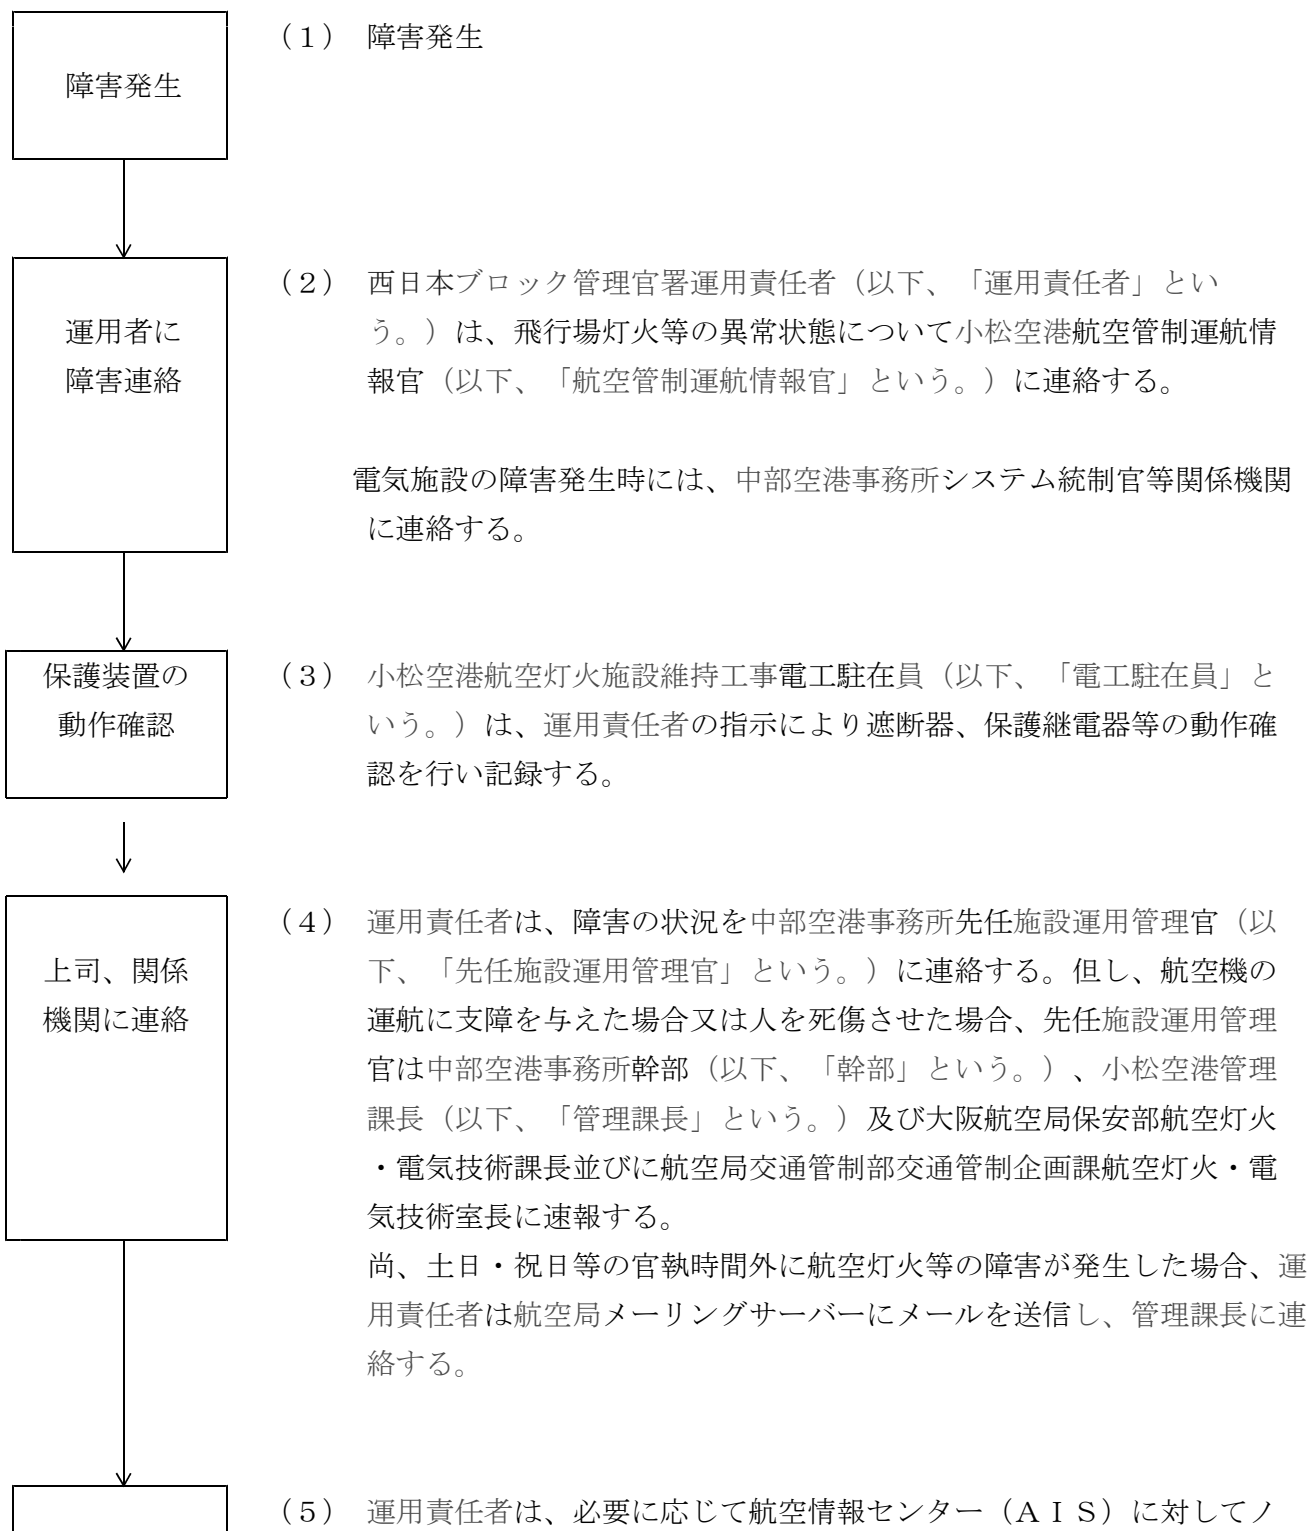 障害発生
（１）　障害発生
運用者に
障害連絡
（２）　西日本ブロック管理官署運用責任者（以下、「運用責任者」とい
う。）は、飛行場灯火等の異常状態について小松空港航空管制運航情
報官（以下、「航空管制運航情報官」という。）に連絡する。
電気施設の障害発生時には、中部空港事務所システム統制官等関係機関
に連絡する。
保護装置の
動作確認
（３）　小松空港航空灯火施設維持工事電工駐在員（以下、「電工駐在員」と
いう。）は、運用責任者の指示により遮断器、保護継電器等の動作確
認を行い記録する。
上司、関係
機関に連絡
（４）　運用責任者は、障害の状況を中部空港事務所先任施設運用管理官（以
下、「先任施設運用管理官」という。）に連絡する。但し、航空機の
運航に支障を与えた場合又は人を死傷させた場合、先任施設運用管理
官は中部空港事務所幹部（以下、「幹部」という。）、小松空港管理
課長（以下、「管理課長」という。）及び大阪航空局保安部航空灯火
・電気技術課長並びに航空局交通管制部交通管制企画課航空灯火・電
気技術室長に速報する。
尚、土日・祝日等の官執時間外に航空灯火等の障害が発生した場合、運
用責任者は航空局メーリングサーバーにメールを送信し、管理課長に連
絡する。
（５）　運用責任者は、必要に応じて航空情報センター（ＡＩＳ）に対してノ